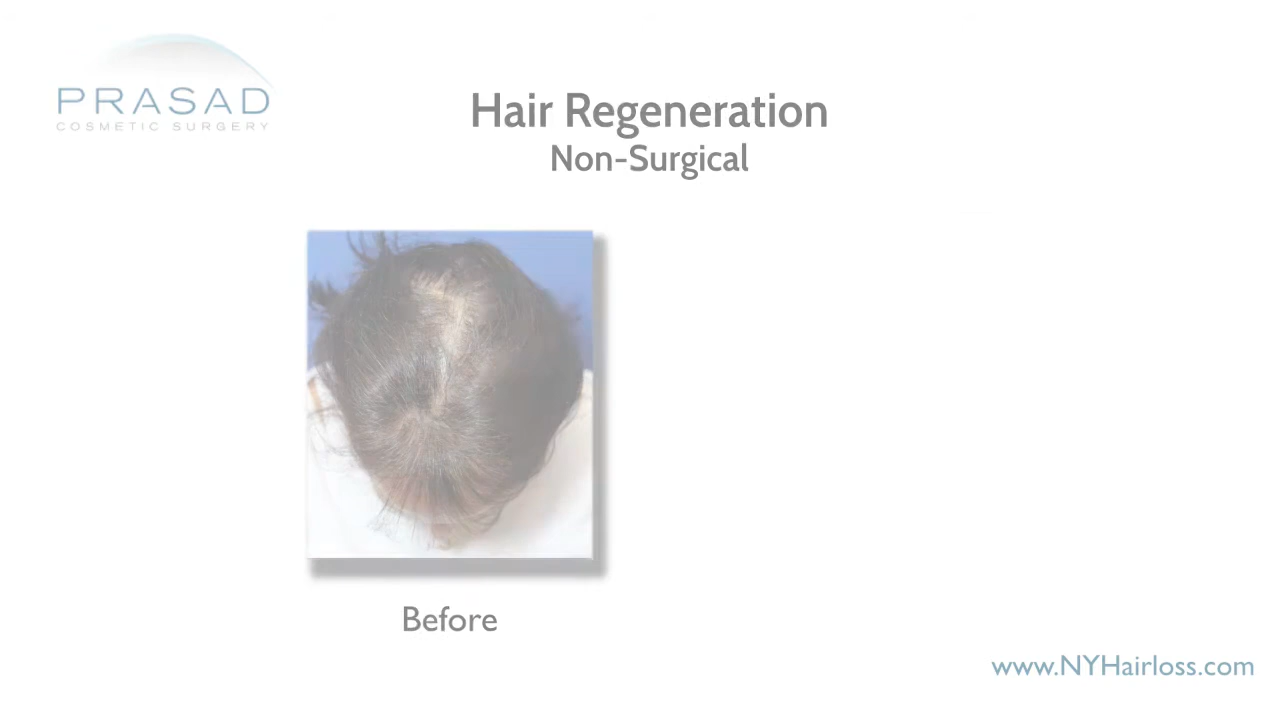 PRASAD
COSMETIC SURGERY
Hair Regeneration
Non-Surgical
Before
www.NYHairloss.com